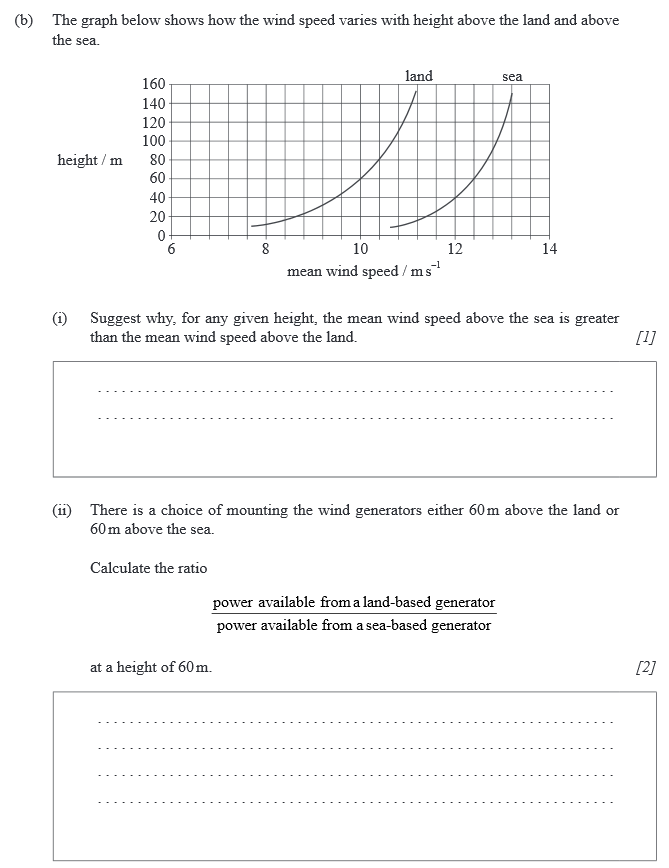 (b) The graph below shows how the wind speed varies with height above the land and above
the sea.
land sea
160
140
120
100
height / m 80
60
40
20
0
6 8 10 12 14
mean wind speed / m s⁻¹
(i) Suggest why, for any given height, the mean wind speed above the sea is greater
than the mean wind speed above the land. [1]
(ii) There is a choice of mounting the wind generators either 60 m above the land or
60 m above the sea.
Calculate the ratio
power available from a land-based generator
power available from a sea-based generator
at a height of 60 m. [2]